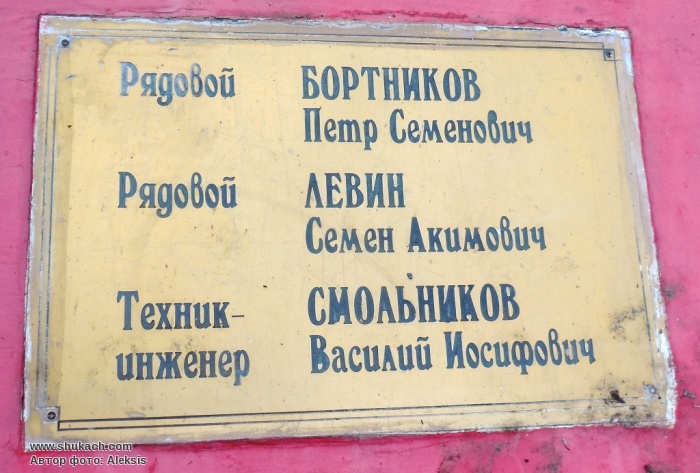 Рядовой БОРТНИКОВ
Петр Семенович
Рядовой ЛЕВИН
Семен Акимович
Техник- СМОЛЬНИКОВ
инженер Василий Иосифович
www.shukach.com
Автор фото: Aleksis